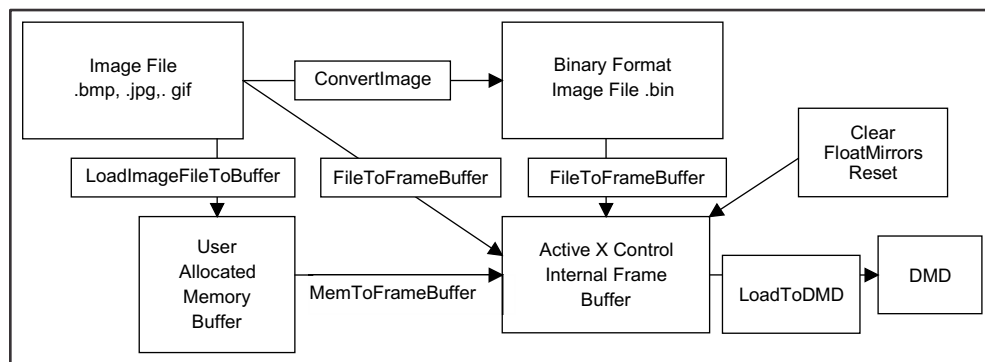 Image File
.bmp, .jpg,. gif
ConvertImage
Binary Format
Image File .bin
Clear
FloatMirrors
Reset
LoadImageFileToBuffer
FileToFrameBuffer
FileToFrameBuffer
User
Allocated
Memory
Buffer
MemToFrameBuffer
Active X Control
Internal Frame
Buffer
LoadToDMD
DMD